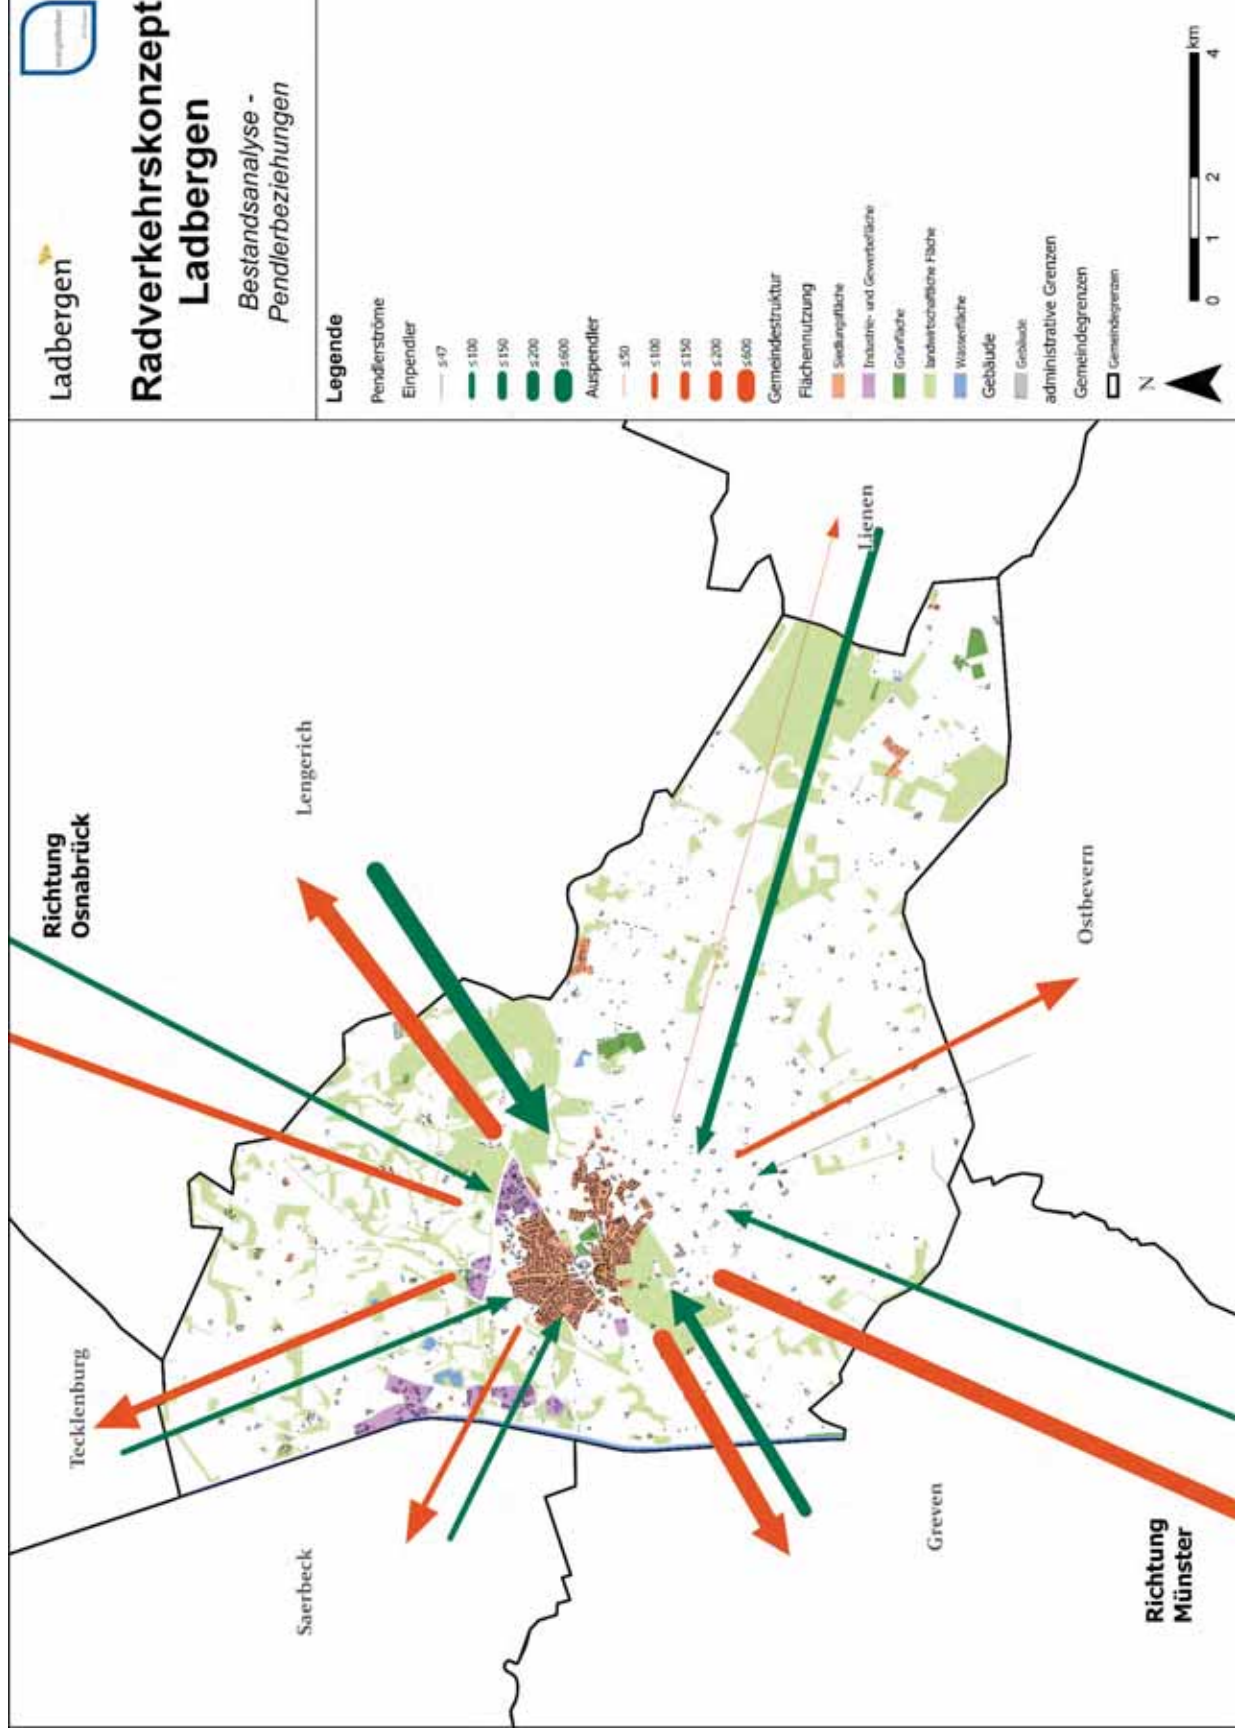 Ladbergen
Radverkehrskonzept
Ladbergen
Bestandsanalyse -
Pendlerbeziehungen
Legende
Pendlerströme
Einpendler
≤47
≤100
≤150
≤200
≤600
Auspendler
≤50
≤100
≤150
≤200
≤600
Gemeindestruktur
Flächennutzung
Siedlungsfläche
Industrie- und Gewerbefläche
Grünfläche
landwirtschaftliche Fläche
Wasserfläche
Gebäude
Gebäude
administrative Grenzen
Gemeindegrenzen
Gemeindegrenzen
N
0 1 2 4
km
Richtung
Osnabrück
Lengerich
Tecklenburg
Saerbeck
Lienen
Ostbevern
Greven
Richtung
Münster